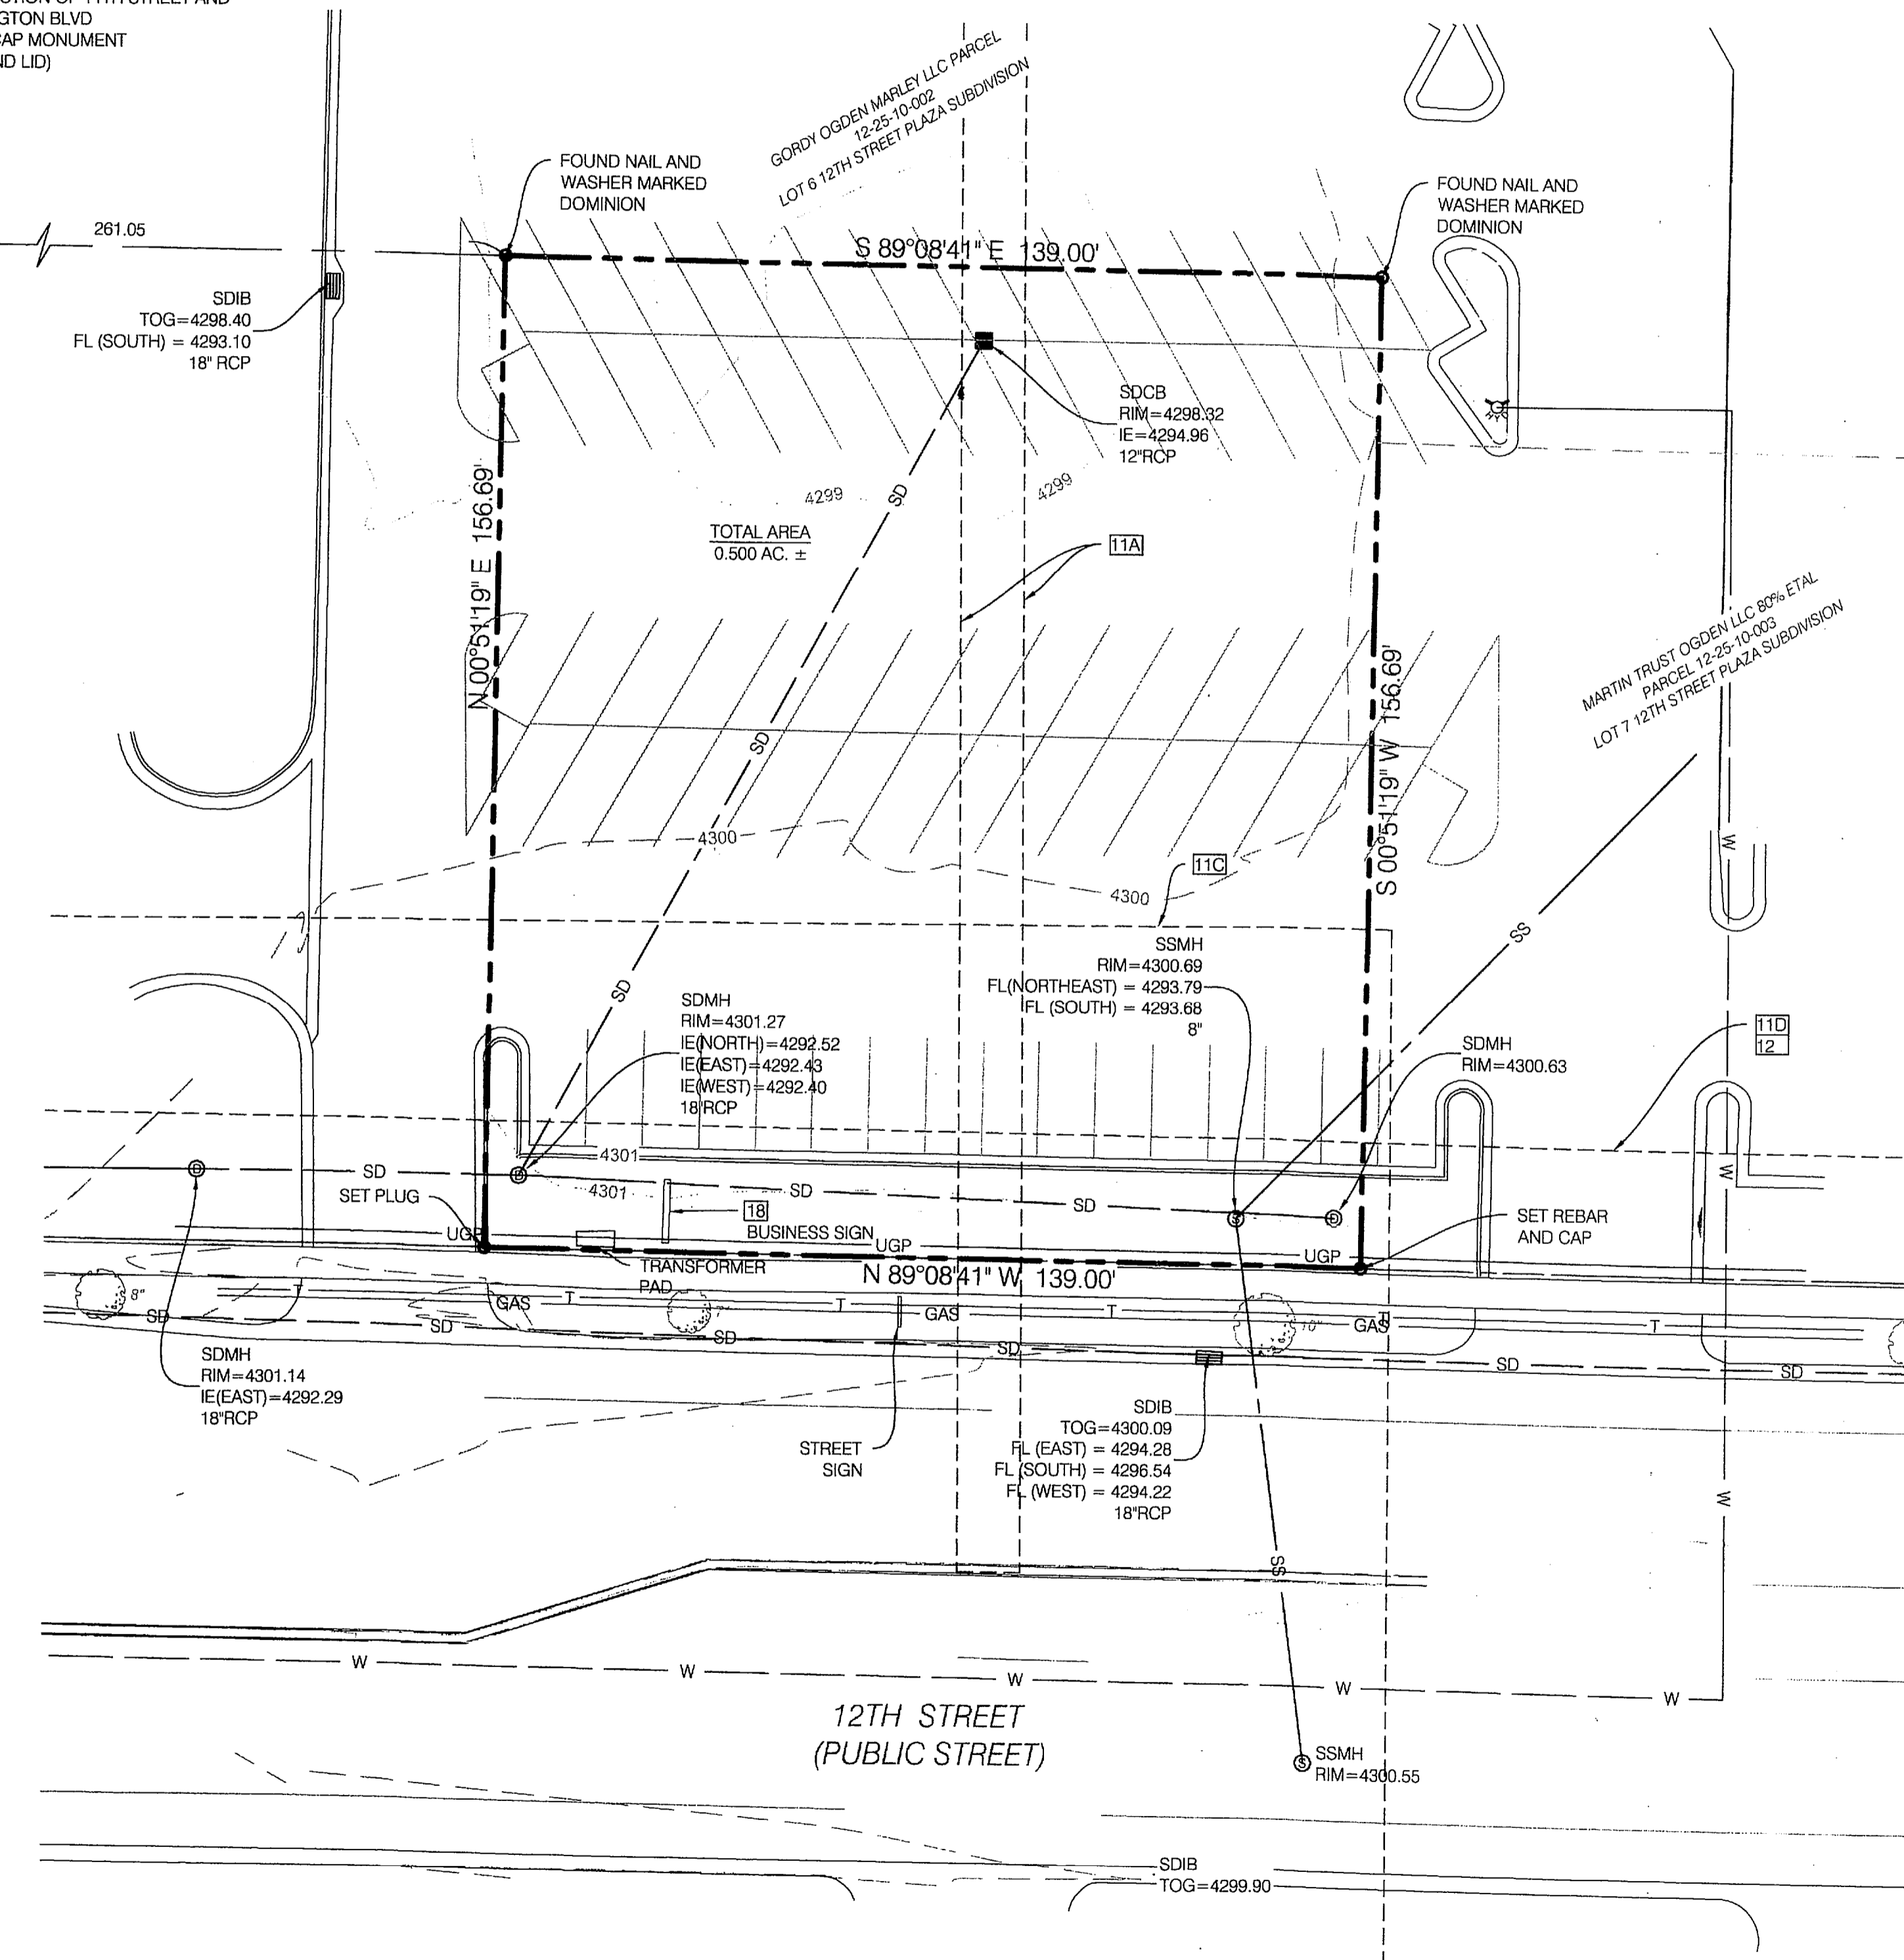 GTON BLVD
CAP MONUMENT
ND LID)
GORDY OGDEN MARLEY LLC PARCEL
12-25-10-002
LOT 6 12TH STREET PLAZA SUBDIVISION
FOUND NAIL AND
WASHER MARKED
DOMINION
FOUND NAIL AND
WASHER MARKED
DOMINION
261.05
S 89°08'41" E 139.00'
SDIB
TOG=4298.40
FL (SOUTH) = 4293.10
18" RCP
SDCB
RIM=4298.32
IE=4294.96
12"RCP
HYD
N 00°51'19" E 156.69'
4299
SD
4299
TOTAL AREA
0.500 AC. ±
11A
MARTIN TRUST OGDEN LLC 80% ETAL
PARCEL 12-25-10-003
LOT 7 12TH STREET PLAZA SUBDIVISION
S 00°51'19" W 156.69'
SD
4300
W
11C
4300
SS
SSMH
RIM=4300.69
FL(NORTHEAST) = 4293.79
FL (SOUTH) = 4293.68
8"
SD
SDMH
RIM=4301.27
IE(NORTH)=4292.52
IE(EAST)=4292.43
IE(WEST)=4292.40
18"RCP
11D
12
SDMH
RIM=4300.63
4301
SD
SET PLUG
4301
SD
SD
W
18
BUSINESS SIGN
UGP
UGP
UGP
SET REBAR
AND CAP
TRANSFORMER
PAD
N 89°08'41" W 139.00'
8"
T
GAS
T
T
GAS
T
10"
T
GAS
T
SD
SD
SD
SD
SD
SD
SDMH
RIM=4301.14
IE(EAST)=4292.29
18"RCP
STREET
SIGN
SDIB
TOG=4300.09
FL (EAST) = 4294.28
FL (SOUTH) = 4296.54
FL (WEST) = 4294.22
18"RCP
W
SS
W
W
W
W
W
12TH STREET
(PUBLIC STREET)
SSMH
RIM=4300.55
SDIB
TOG=4299.90